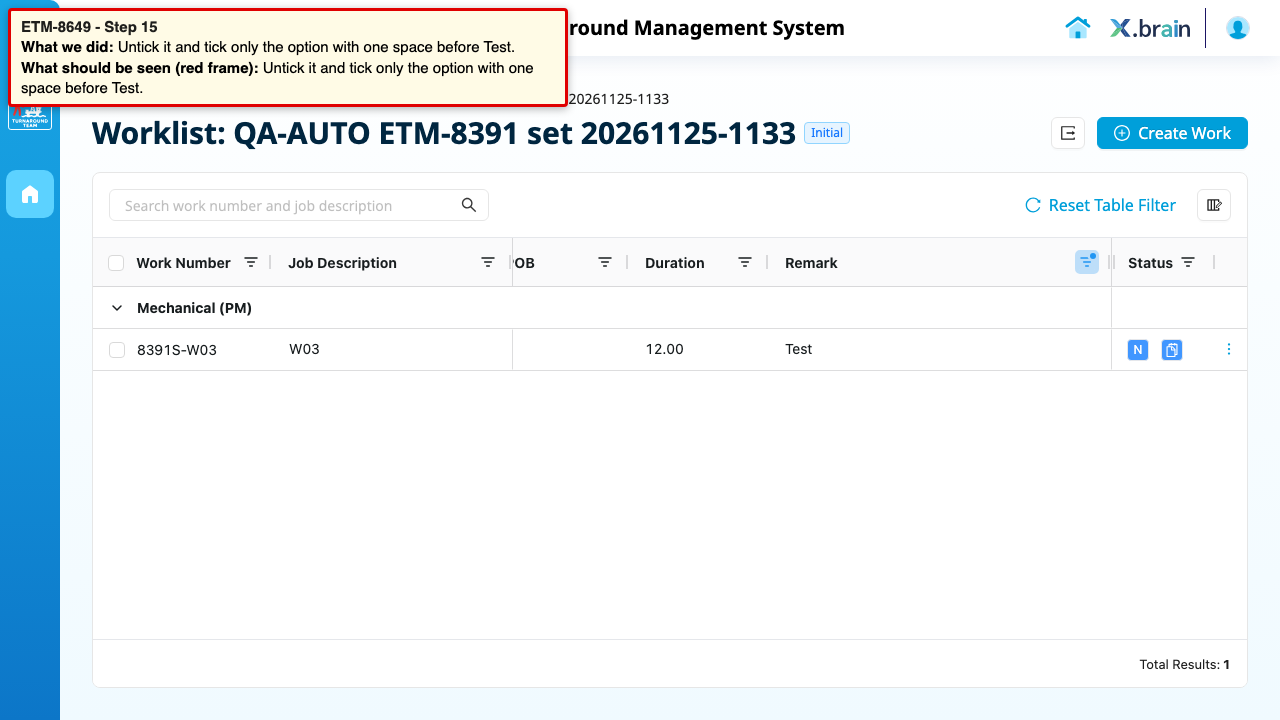 ETM-8649 - Step 15
What we did: Untick it and tick only the option with one space before Test.
What should be seen (red frame): Untick it and tick only the option with one
space before Test.
round Management System
X.brain
TURNAROUND
TEAM
20261125-1133
Worklist: QA-AUTO ETM-8391 set 20261125-1133
Initial
Create Work
Search work number and job description
Reset Table Filter
Work Number
Job Description
OB
Duration
Remark
Status
Mechanical (PM)
8391S-W03
W03
12.00
Test
N
Total Results: 1